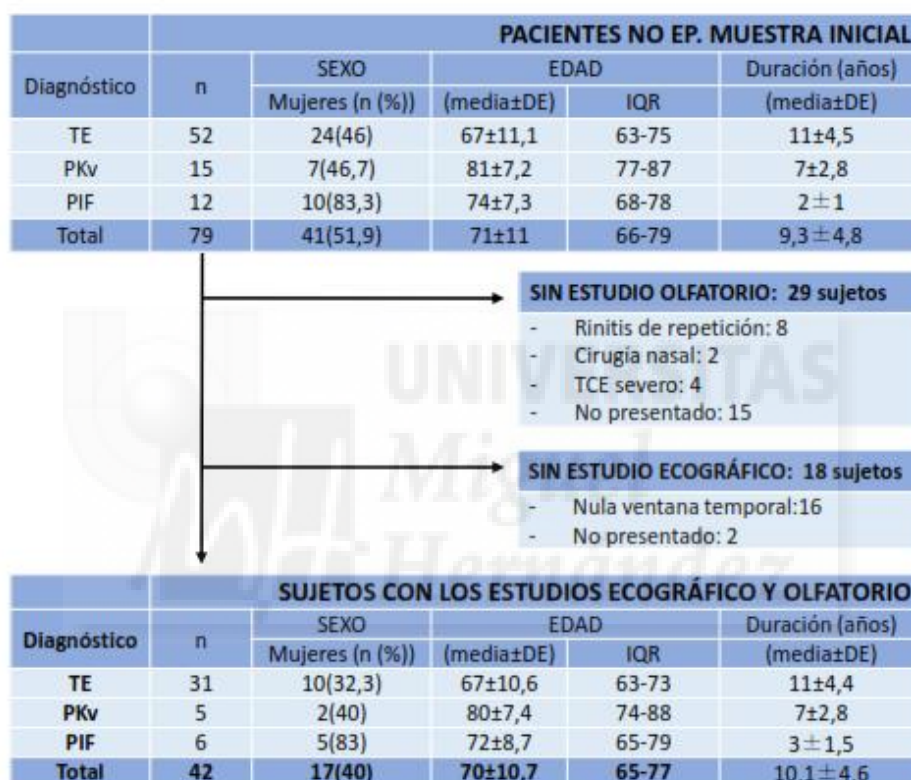 PACIENTES NO EP. MUESTRA INICIAL
Diagnóstico n SEXO EDAD Duración (años)
Mujeres (n (%)) (media±DE) IQR (media±DE)
TE 52 24(46) 67±11,1 63-75 11±4,5
PKv 15 7(46,7) 81±7,2 77-87 7±2,8
PIF 12 10(83,3) 74±7,3 68-78 2±1
Total 79 41(51,9) 71±11 66-79 9,3±4,8
SIN ESTUDIO OLFATORIO: 29 sujetos
- Rinitis de repetición: 8
- Cirugía nasal: 2
- TCE severo: 4
- No presentado: 15
SIN ESTUDIO ECOGRÁFICO: 18 sujetos
- Nula ventana temporal:16
- No presentado: 2
UNIVERSITAS
Miguel
Hernández
SUJETOS CON LOS ESTUDIOS ECOGRÁFICO Y OLFATORIO
Diagnóstico n SEXO EDAD Duración (años)
Mujeres (n (%)) (media±DE) IQR (media±DE)
TE 31 10(32,3) 67±10,6 63-73 11±4,4
PKv 5 2(40) 80±7,4 74-88 7±2,8
PIF 6 5(83) 72±8,7 65-79 3±1,5
Total 42 17(40) 70±10,7 65-77 10,1±4,6